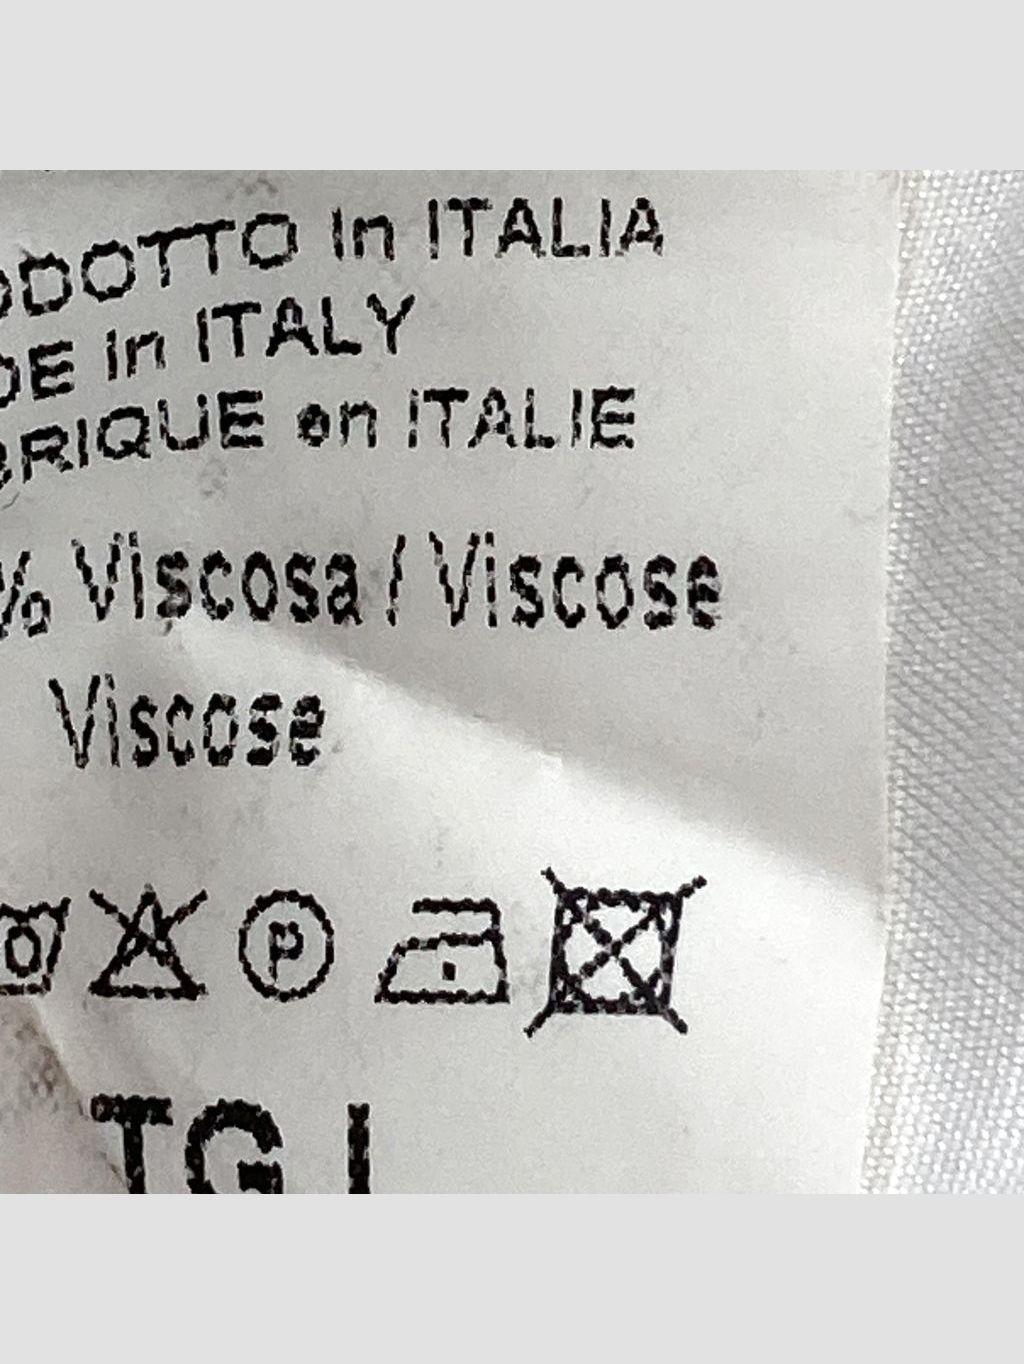 ODOTTO in ITALIA
DE in ITALY
BRIQUE en ITALIE
% Viscosa / Viscose
Viscose
P
TG